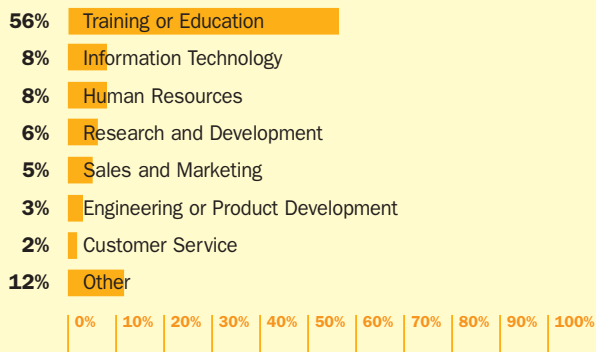 56% Training or Education
8% Information Technology
8% Human Resources
6% Research and Development
5% Sales and Marketing
3% Engineering or Product Development
2% Customer Service
12% Other
0% 10% 20% 30% 40% 50% 60% 70% 80% 90% 100%